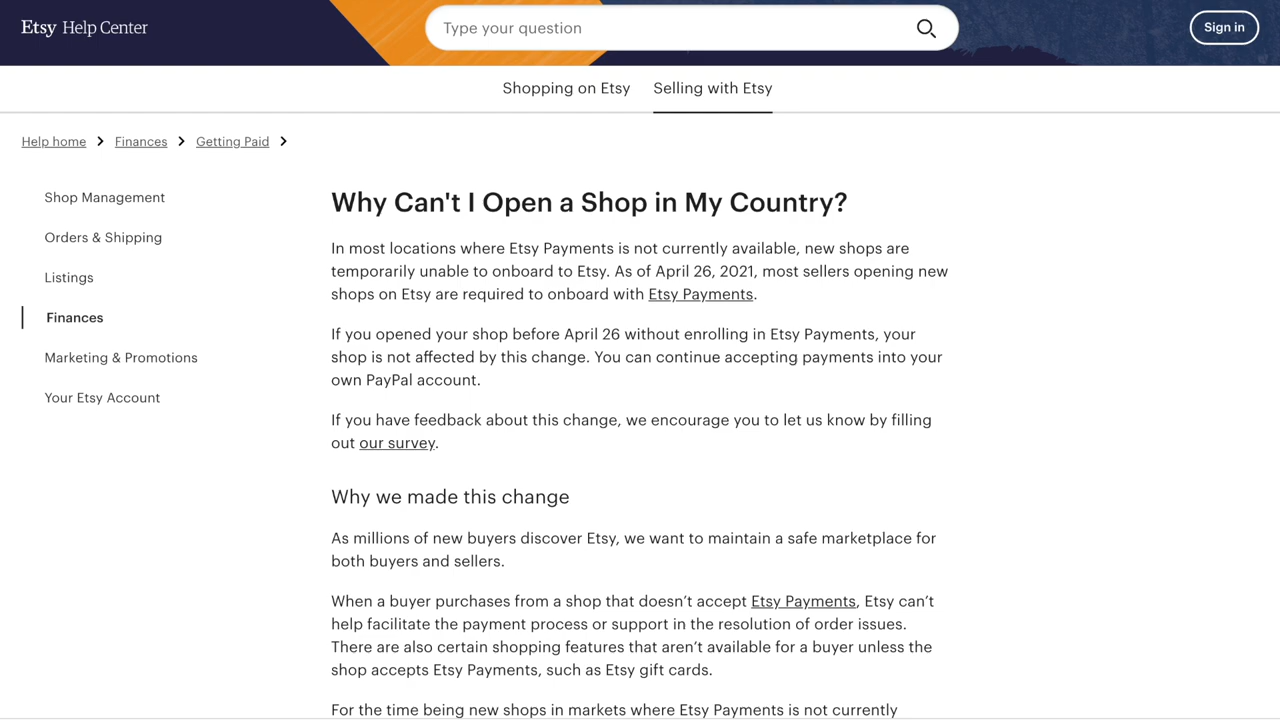 Etsy Help Center
Type your question
Sign in
Shopping on Etsy
Selling with Etsy
Help home
Finances
Getting Paid
Shop Management
Orders & Shipping
Listings
Finances
Marketing & Promotions
Your Etsy Account
Why Can't I Open a Shop in My Country?
In most locations where Etsy Payments is not currently available, new shops are
temporarily unable to onboard to Etsy. As of April 26, 2021, most sellers opening new
shops on Etsy are required to onboard with Etsy Payments.
If you opened your shop before April 26 without enrolling in Etsy Payments, your
shop is not affected by this change. You can continue accepting payments into your
own PayPal account.
If you have feedback about this change, we encourage you to let us know by filling
out our survey.
Why we made this change
As millions of new buyers discover Etsy, we want to maintain a safe marketplace for
both buyers and sellers.
When a buyer purchases from a shop that doesn’t accept Etsy Payments, Etsy can’t
help facilitate the payment process or support in the resolution of order issues.
There are also certain shopping features that aren’t available for a buyer unless the
shop accepts Etsy Payments, such as Etsy gift cards.
For the time being new shops in markets where Etsy Payments is not currently